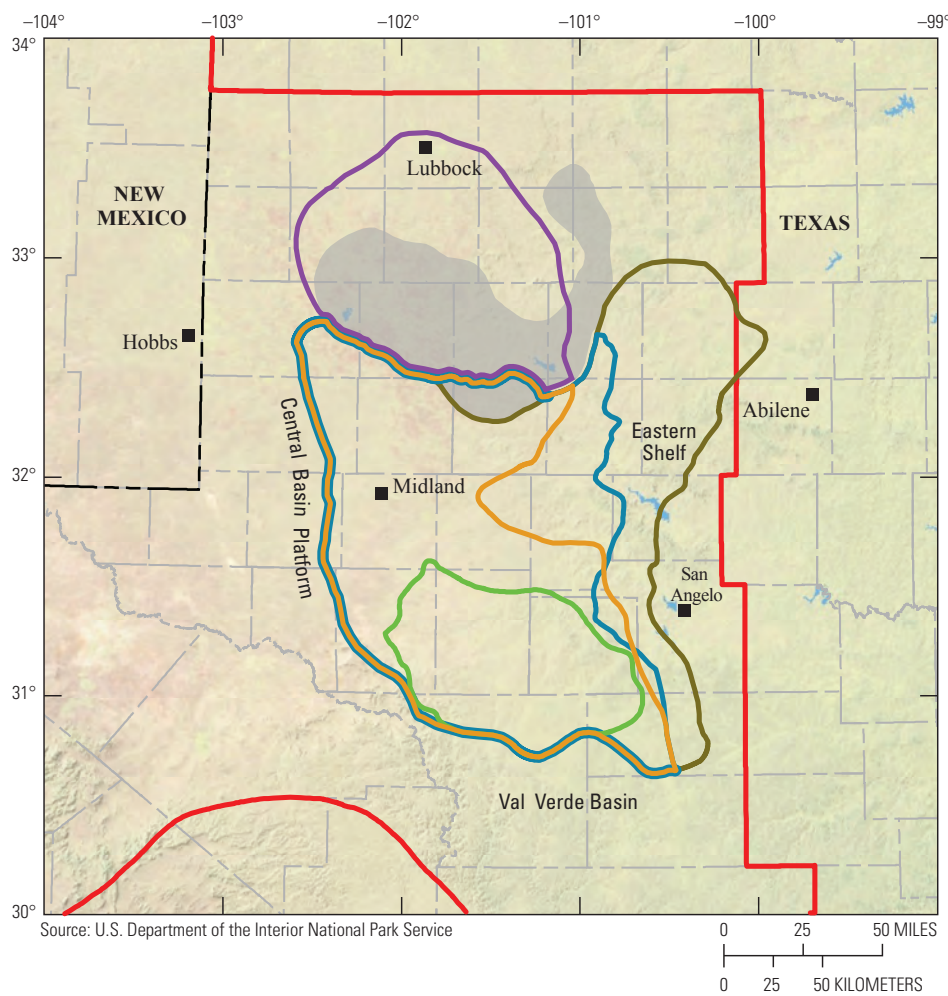 −104° −103° −102° −101° −100° −99°
34°
Lubbock
NEW
MEXICO
TEXAS
33°
Hobbs
Abilene
Eastern
Shelf
Central Basin Platform
32°
Midland
San
Angelo
31°
Val Verde Basin
30°
Source: U.S. Department of the Interior National Park Service
0 25 50 MILES
0 25 50 KILOMETERS